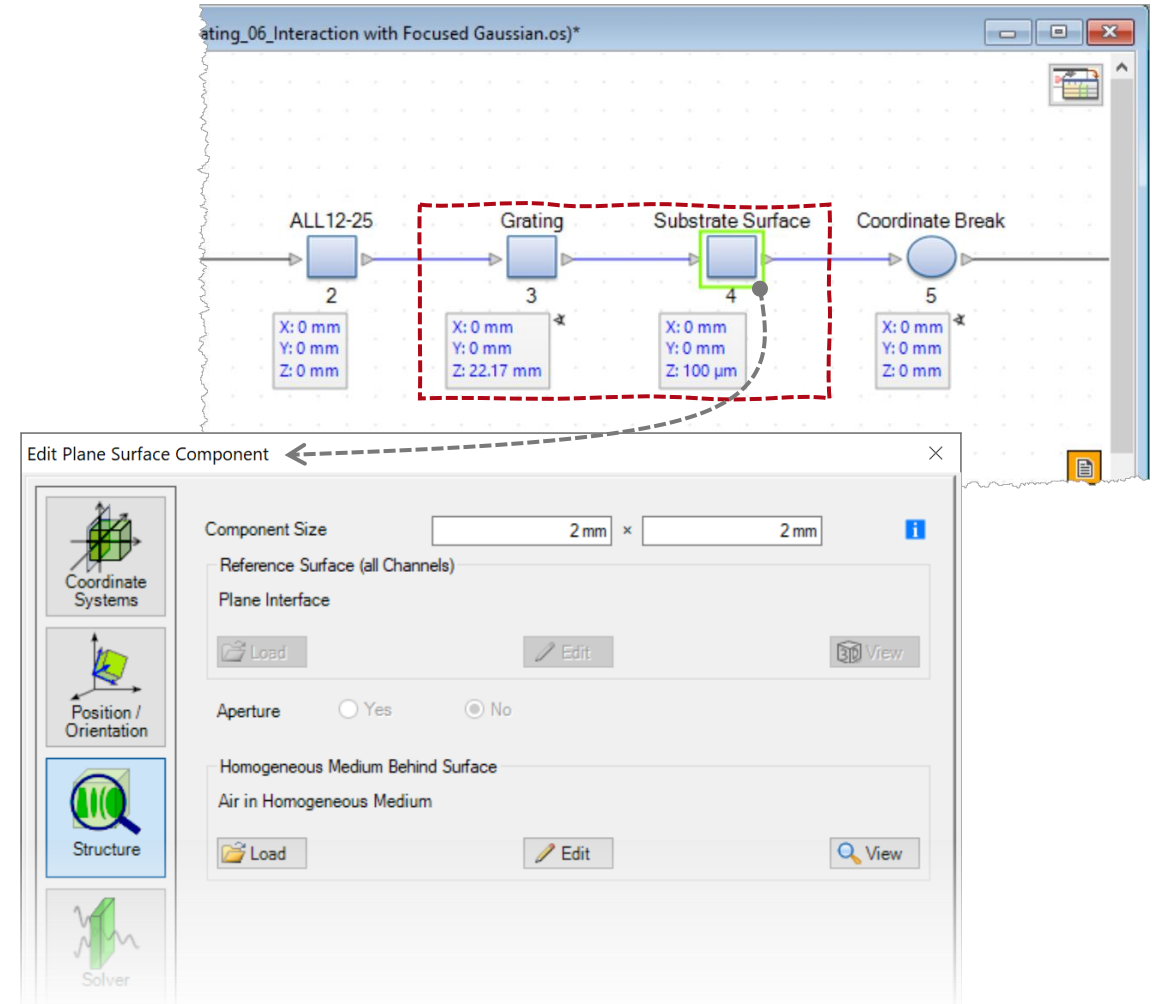 ating_06_Interaction with Focused Gaussian.os)*
ALL12-25
Grating
Substrate Surface
Coordinate Break
2
3
4
5
X: 0 mm
Y: 0 mm
Z: 0 mm
X: 0 mm
Y: 0 mm
Z: 22.17 mm
X: 0 mm
Y: 0 mm
Z: 100 µm
X: 0 mm
Y: 0 mm
Z: 0 mm
Edit Plane Surface Component
Coordinate
Systems
Position /
Orientation
Structure
Solver
Component Size
2 mm × 2 mm
i
Reference Surface (all Channels)
Plane Interface
Load
Edit
3D View
Aperture
Yes
No
Homogeneous Medium Behind Surface
Air in Homogeneous Medium
Load
Edit
View